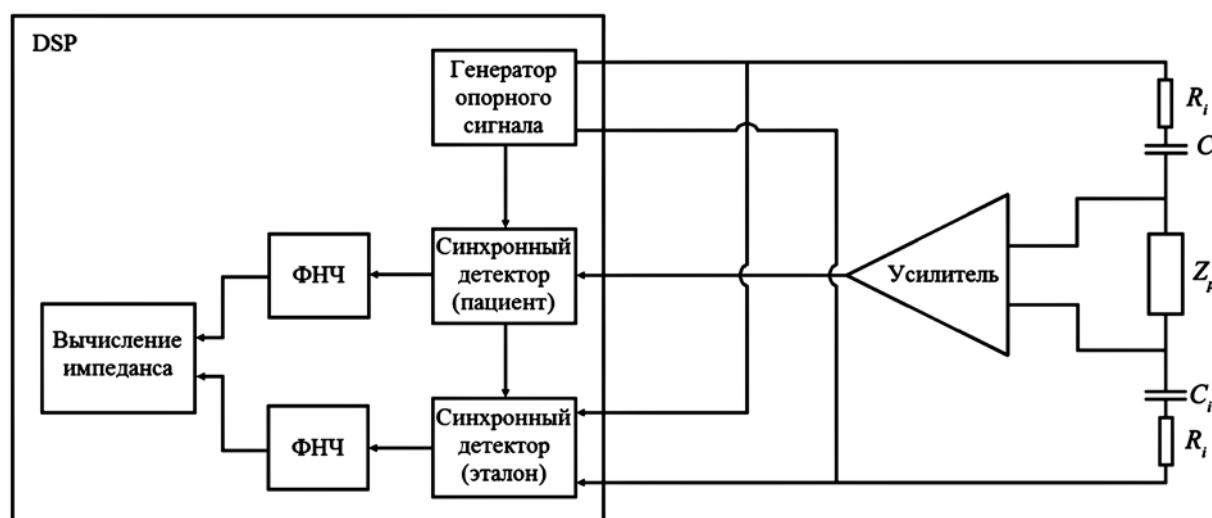 DSP
Генератор
опорного
сигнала
R_i
C
Синхронный
детектор
(пациент)
ФНЧ
Усилитель
Z_p
Вычисление
импеданса
Синхронный
детектор
(эталон)
ФНЧ
C_i
R_i